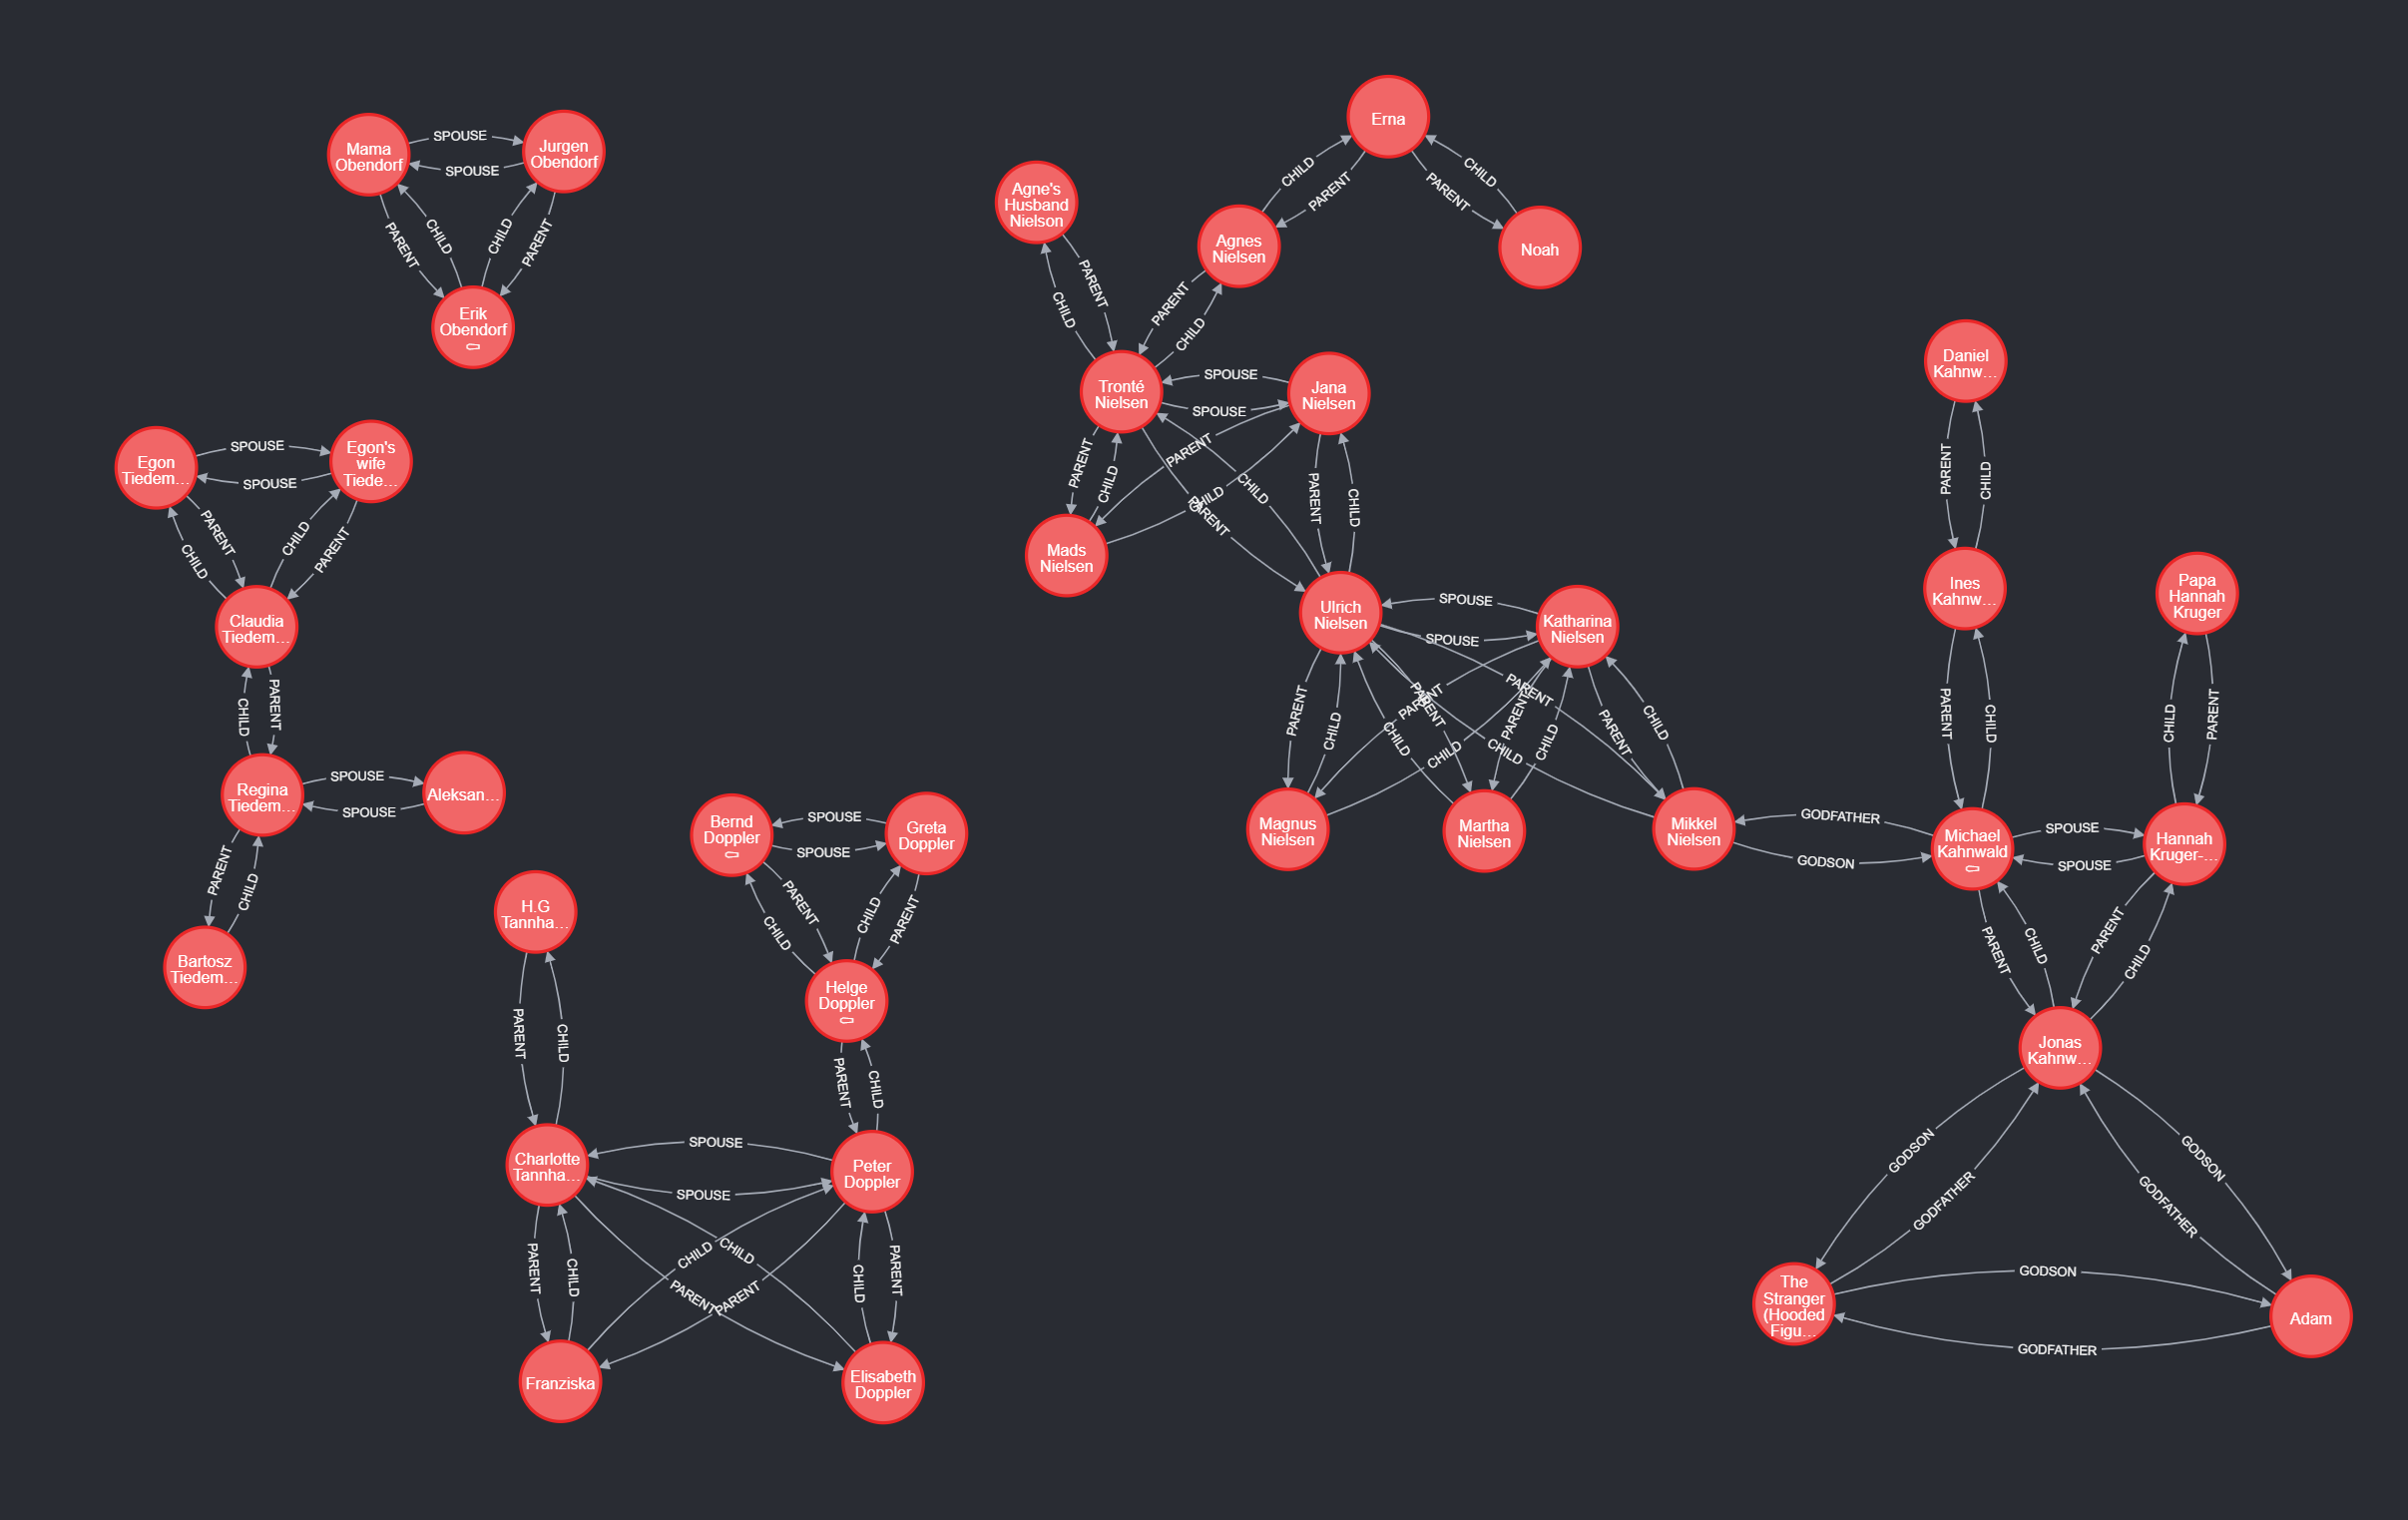 Mama
Obendorf
SPOUSE
SPOUSE
Jurgen
Obendorf
PARENT
CHILD
CHILD
PARENT
Erik
Obendorf
Egon
Tiedem...
SPOUSE
SPOUSE
Egon's
wife
Tiede...
PARENT
CHILD
CHILD
PARENT
Claudia
Tiedem...
CHILD
PARENT
Regina
Tiedem...
SPOUSE
SPOUSE
Aleksan...
PARENT
CHILD
Bartosz
Tiedem...
Bernd
Doppler
SPOUSE
SPOUSE
Greta
Doppler
PARENT
CHILD
CHILD
PARENT
Helge
Doppler
H.G
Tannha...
PARENT
CHILD
PARENT
CHILD
Charlotte
Tannha...
SPOUSE
SPOUSE
Peter
Doppler
PARENT
CHILD
CHILD
CHILD
PARENT
PARENT
CHILD
PARENT
Franziska
Elisabeth
Doppler
Erna
CHILD
PARENT
PARENT
CHILD
Noah
Agne's
Husband
Nielson
Agnes
Nielsen
PARENT
CHILD
PARENT
CHILD
Tronté
Nielsen
SPOUSE
SPOUSE
Jana
Nielsen
PARENT
CHILD
PARENT
CHILD
CHILD
PARENT
PARENT
CHILD
Mads
Nielsen
Ulrich
Nielsen
SPOUSE
SPOUSE
Katharina
Nielsen
PARENT
CHILD
PARENT
PARENT
CHILD
CHILD
PARENT
CHILD
PARENT
CHILD
PARENT
CHILD
Magnus
Nielsen
Martha
Nielsen
Mikkel
Nielsen
GODFATHER
GODSON
Daniel
Kahnw...
PARENT
CHILD
Ines
Kahnw...
PARENT
CHILD
Papa
Hannah
Kruger
CHILD
PARENT
Michael
Kahnwald
SPOUSE
SPOUSE
Hannah
Kruger-...
PARENT
CHILD
PARENT
CHILD
Jonas
Kahnw...
GODSON
GODFATHER
GODSON
GODFATHER
The
Stranger
(Hooded
Figu...
GODSON
GODFATHER
Adam